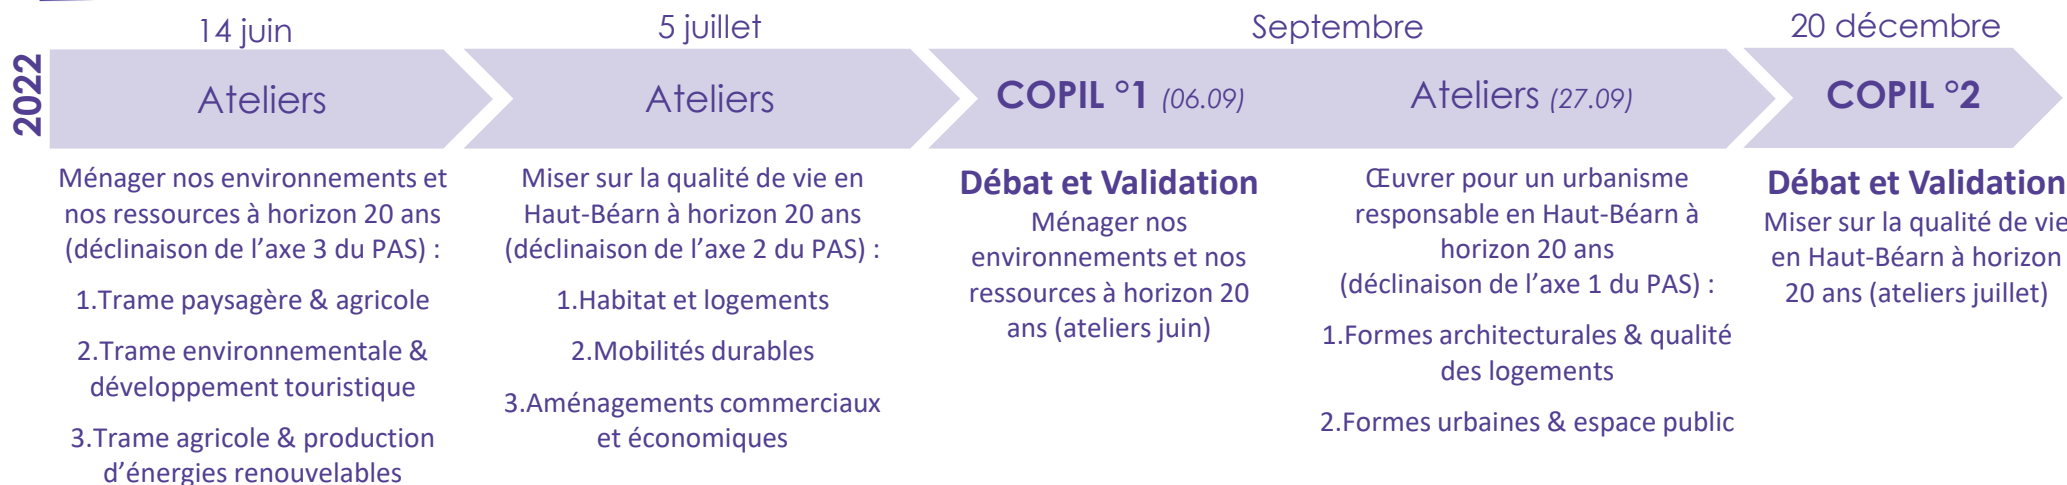 2022
14 juin
Ateliers
Ménager nos environnements et
nos ressources à horizon 20 ans
(déclinaison de l’axe 3 du PAS) :
1.Trame paysagère & agricole
2.Trame environnementale &
développement touristique
3.Trame agricole & production
d’énergies renouvelables
5 juillet
Ateliers
Miser sur la qualité de vie en
Haut-Béarn à horizon 20 ans
(déclinaison de l’axe 2 du PAS) :
1.Habitat et logements
2.Mobilités durables
3.Aménagements commerciaux
et économiques
Septembre
COPIL °1 (06.09)
Débat et Validation
Ménager nos
environnements et nos
ressources à horizon 20
ans (ateliers juin)
Ateliers (27.09)
Œuvrer pour un urbanisme
responsable en Haut-Béarn à
horizon 20 ans
(déclinaison de l’axe 1 du PAS) :
1.Formes architecturales & qualité
des logements
2.Formes urbaines & espace public
20 décembre
COPIL °2
Débat et Validation
Miser sur la qualité de vie
en Haut-Béarn à horizon
20 ans (ateliers juillet)